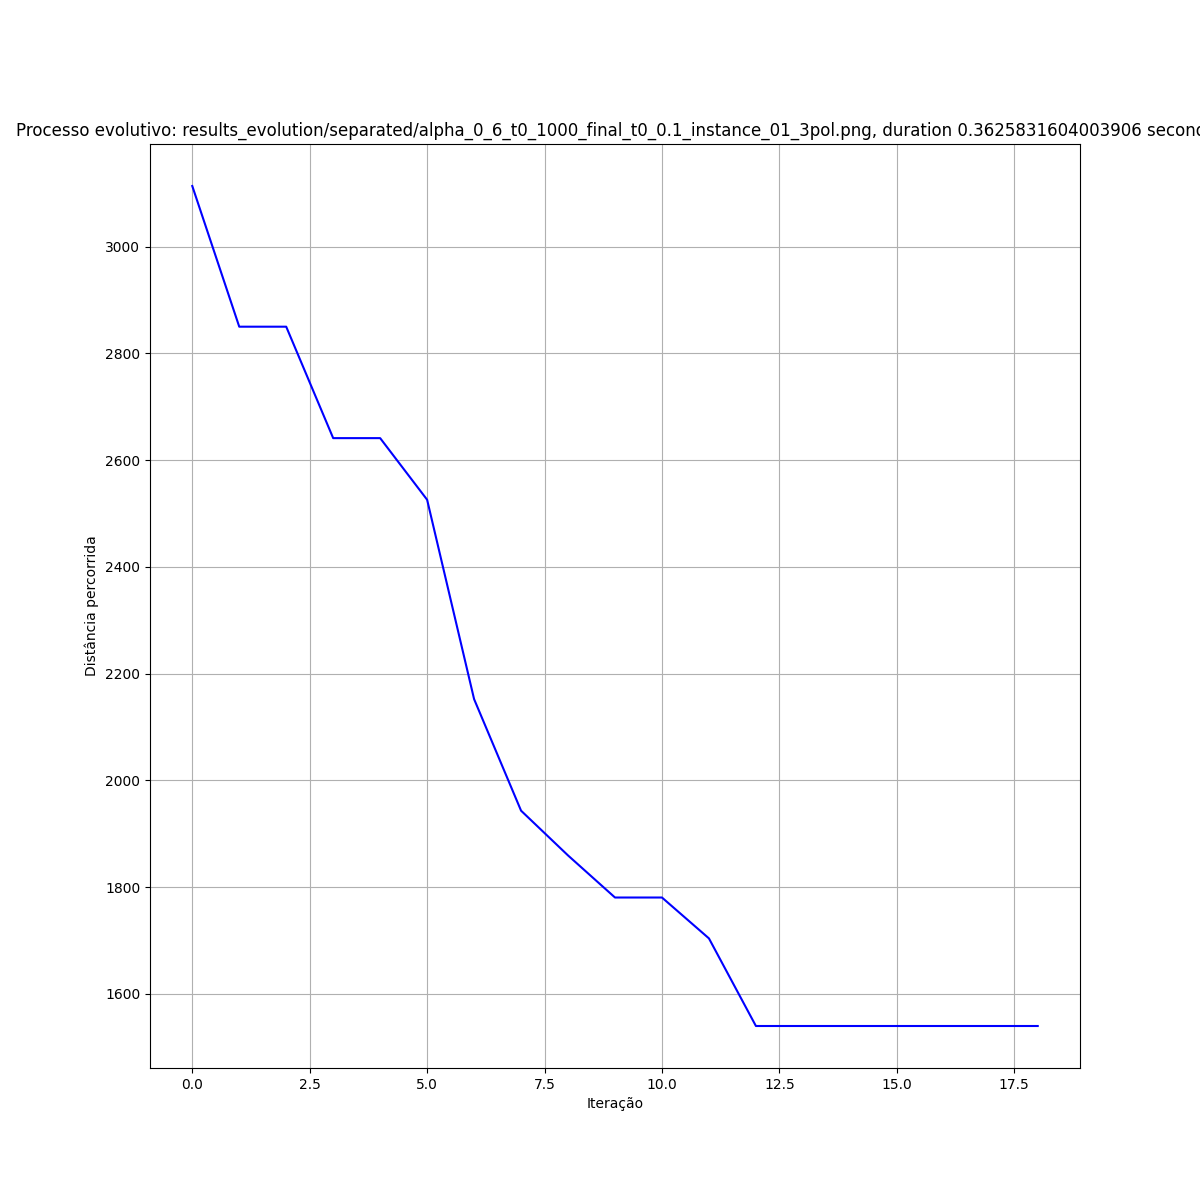 Processo evolutivo: results_evolution/separated/alpha_0_6_t0_1000_final_t0_0.1_instance_01_3pol.png, duration 0.3625831604003906 secon
3000
2800
2600
2400
2200
2000
1800
1600
Distância percorrida
0.0 2.5 5.0 7.5 10.0 12.5 15.0 17.5
Iteração